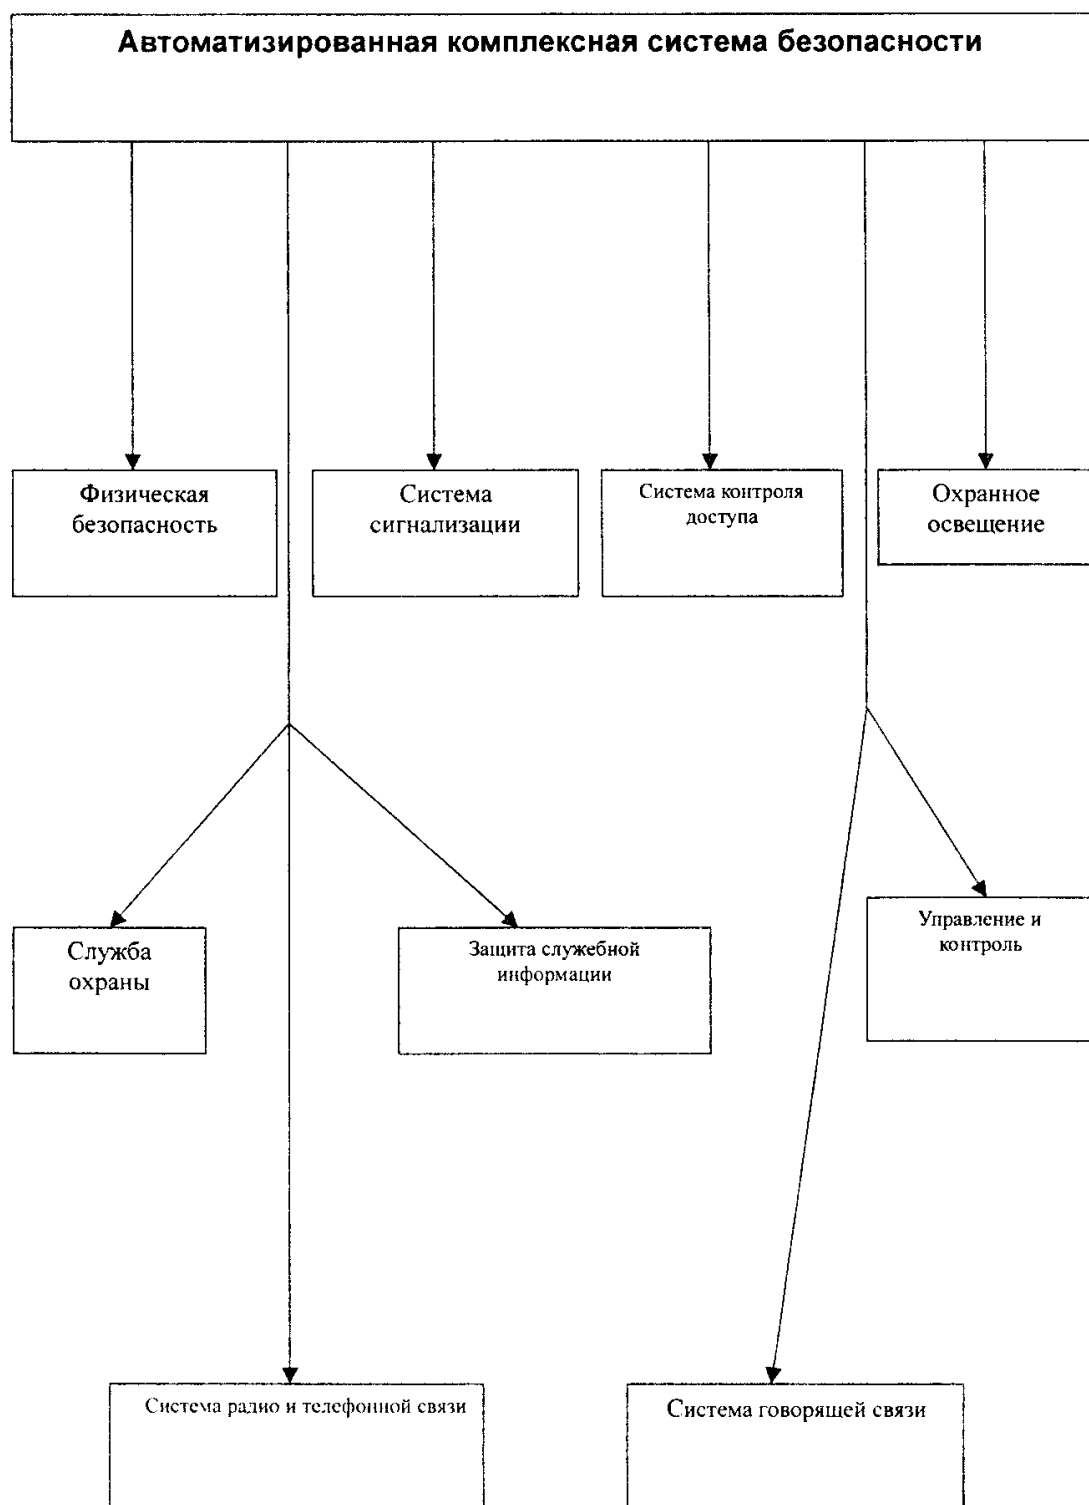 Автоматизированная комплексная система безопасности
Физическая
безопасность
Система
сигнализации
Система контроля
доступа
Охранное
освещение
Служба
охраны
Защита служебной
информации
Управление и
контроль
Система радио и телефонной связи
Система говорящей связи